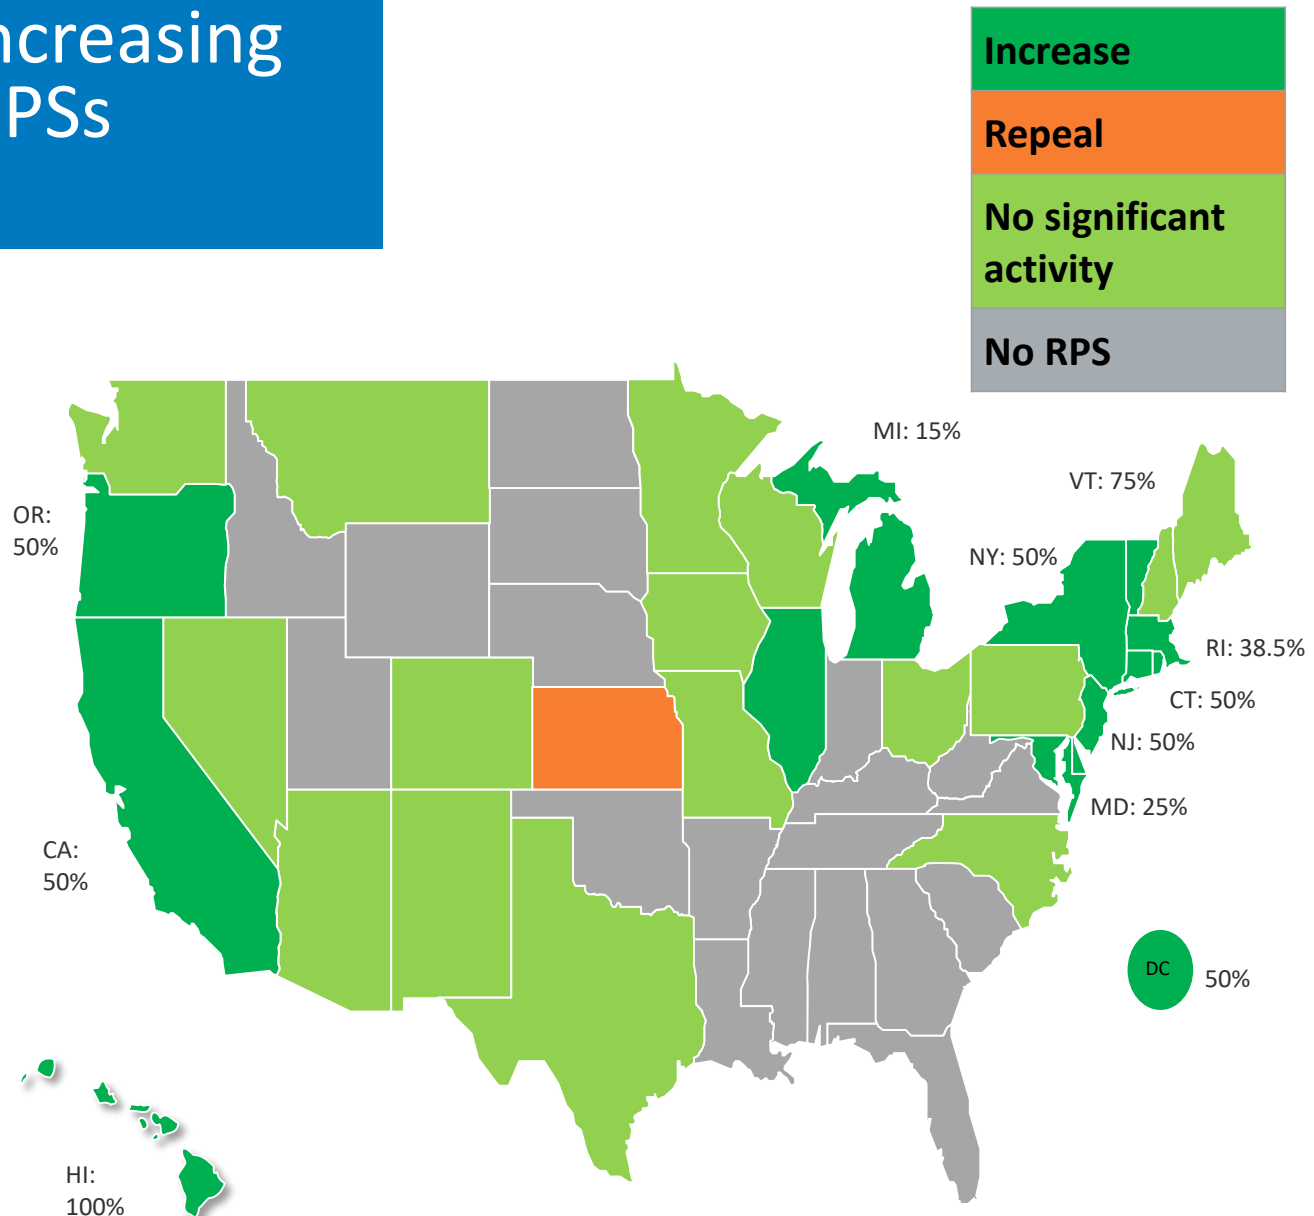 ncreasing
PSs
Increase
Repeal
No significant
activity
No RPS
MI: 15%
VT: 75%
OR:
50%
NY: 50%
RI: 38.5%
CT: 50%
NJ: 50%
MD: 25%
CA:
50%
DC
50%
HI:
100%